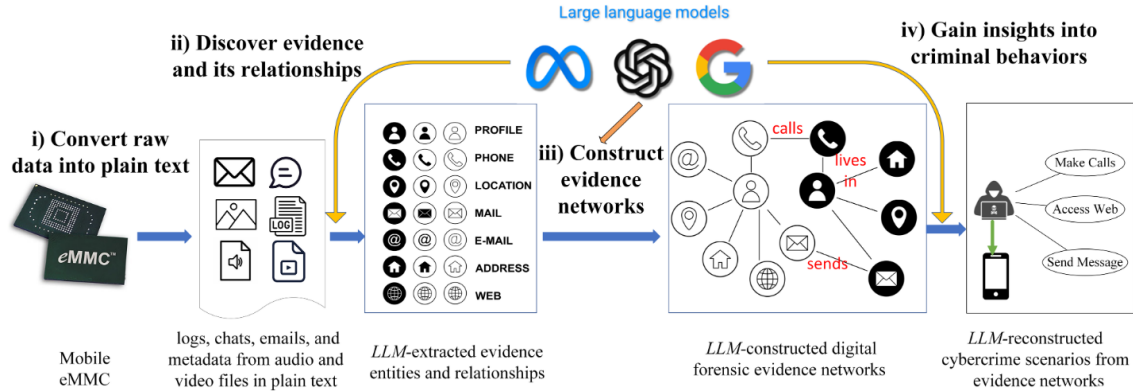 Large language models
ii) Discover evidence
and its relationships
iv) Gain insights into
criminal behaviors
i) Convert raw
data into plain text
iii) Construct
evidence
networks
eMMC™
LOG
PROFILE
PHONE
LOCATION
MAIL
E-MAIL
ADDRESS
WEB
calls
lives
in
sends
Make Calls
Access Web
Send Message
Mobile
eMMC
logs, chats, emails, and
metadata from audio and
video files in plain text
LLM-extracted evidence
entities and relationships
LLM-constructed digital
forensic evidence networks
LLM-reconstructed
cybercrime scenarios from
evidence networks